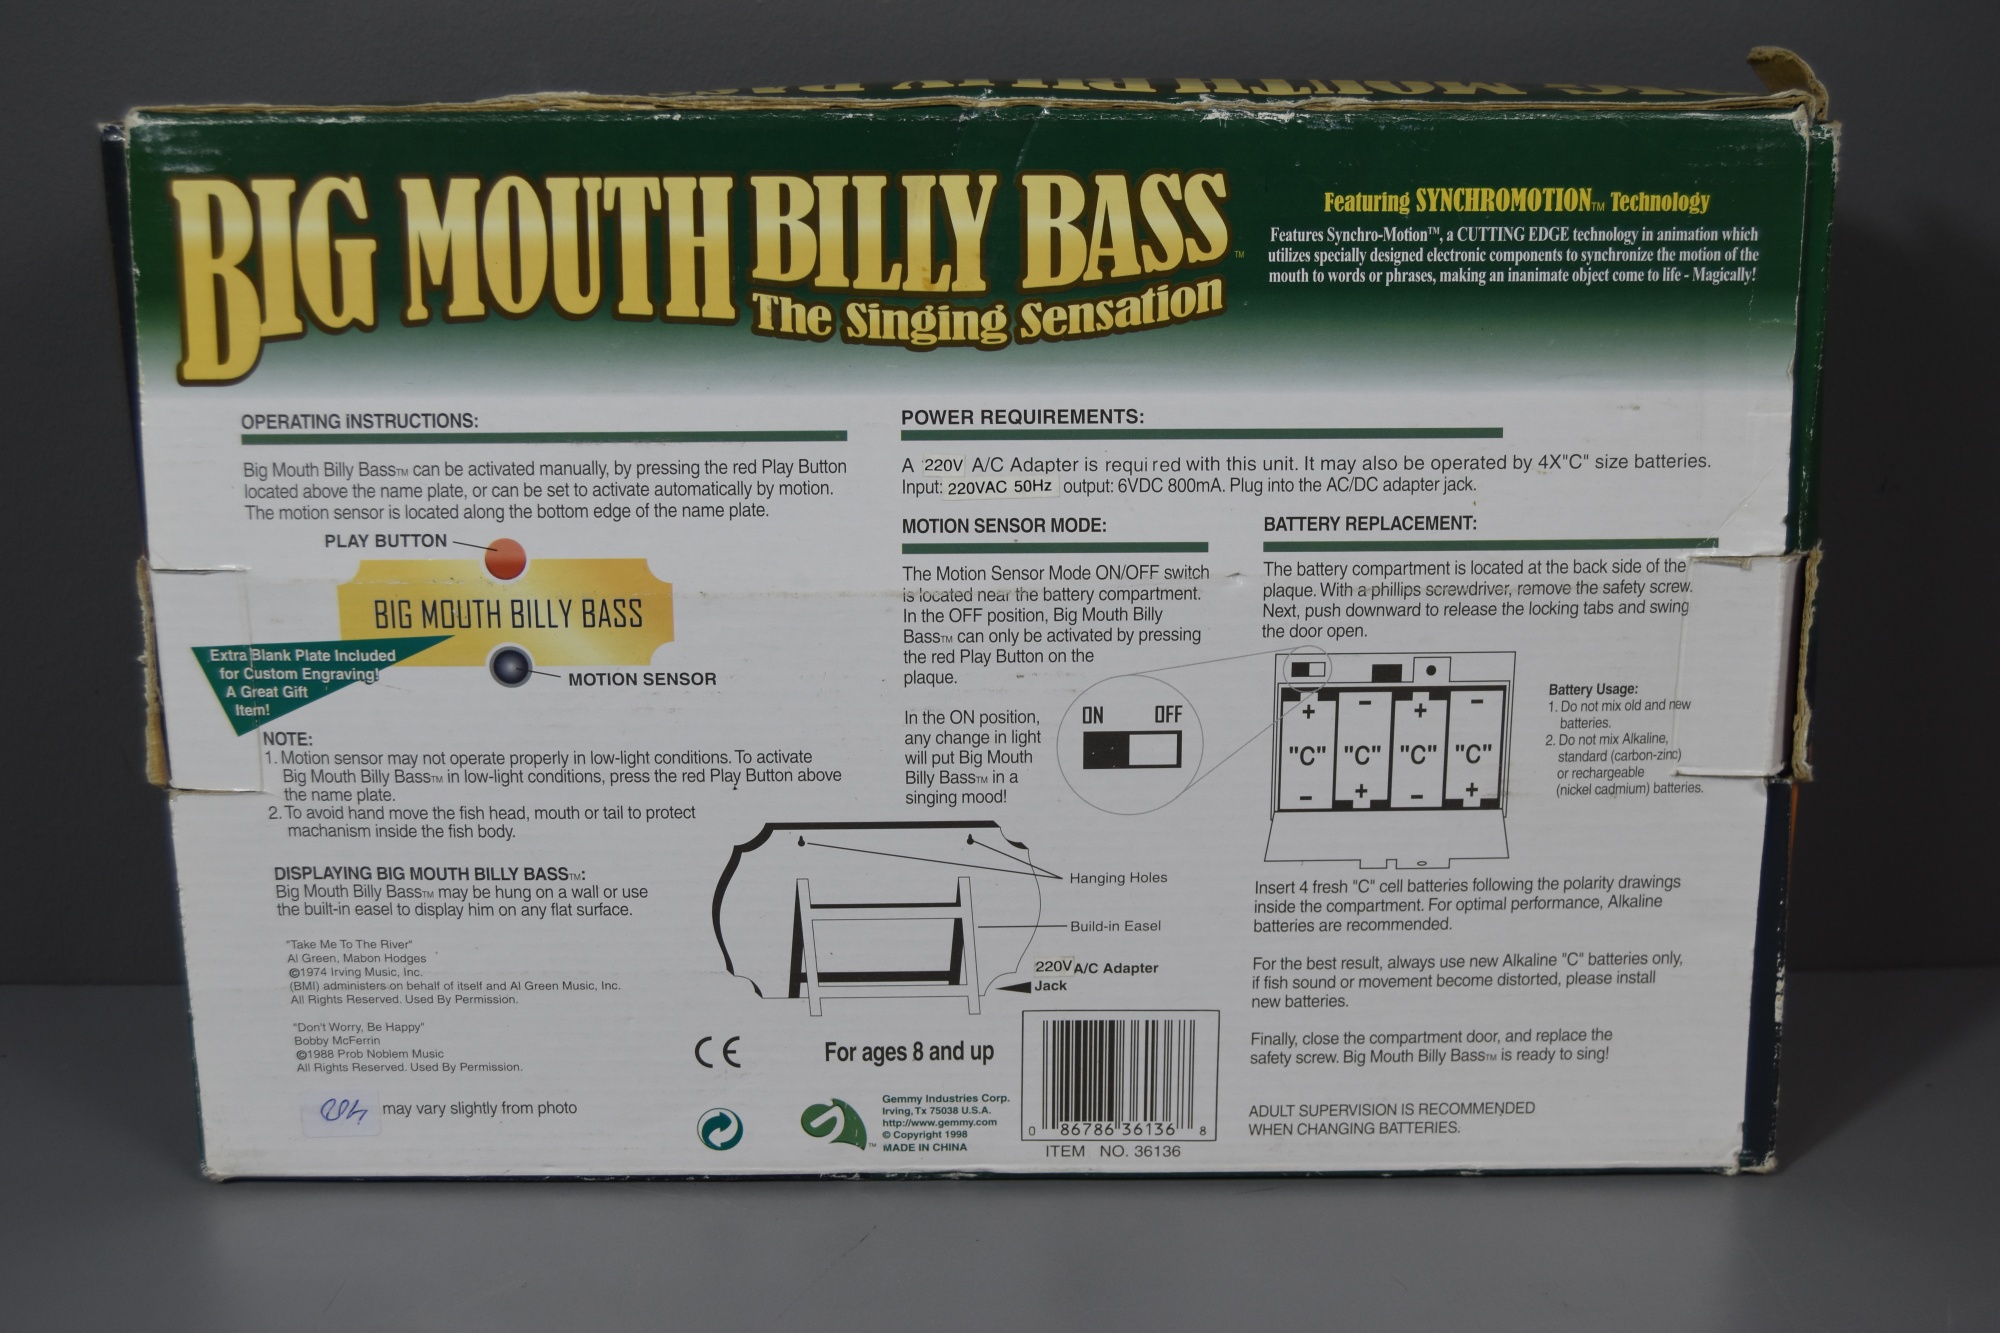 BIG MOUTH BILLY BASS™
The Singing Sensation
Featuring SYNCHROMOTION™ Technology
Features Synchro-Motion™, a CUTTING EDGE technology in animation which
utilizes specially designed electronic components to synchronize the motion of the
mouth to words or phrases, making an inanimate object come to life - Magically!
OPERATING INSTRUCTIONS:
Big Mouth Billy Bass™ can be activated manually, by pressing the red Play Button
located above the name plate, or can be set to activate automatically by motion.
The motion sensor is located along the bottom edge of the name plate.
PLAY BUTTON
BIG MOUTH BILLY BASS
MOTION SENSOR
Extra Blank Plate Included
for Custom Engraving!
A Great Gift
Item!
NOTE:
1. Motion sensor may not operate properly in low-light conditions. To activate
Big Mouth Billy Bass™ in low-light conditions, press the red Play Button above
the name plate.
2. To avoid hand move the fish head, mouth or tail to protect
machanism inside the fish body.
DISPLAYING BIG MOUTH BILLY BASS™:
Big Mouth Billy Bass™ may be hung on a wall or use
the built-in easel to display him on any flat surface.
"Take Me To The River"
Al Green, Mabon Hodges
©1974 Irving Music, Inc.
(BMI) administers on behalf of itself and Al Green Music, Inc.
All Rights Reserved. Used By Permission.
"Don't Worry, Be Happy"
Bobby McFerrin
©1988 Prob Noblem Music
All Rights Reserved. Used By Permission.
may vary slightly from photo
POWER REQUIREMENTS:
A 220V A/C Adapter is required with this unit. It may also be operated by 4X"C" size batteries.
Input: 220VAC 50Hz output: 6VDC 800mA. Plug into the AC/DC adapter jack.
MOTION SENSOR MODE:
The Motion Sensor Mode ON/OFF switch
is located near the battery compartment.
In the OFF position, Big Mouth Billy
Bass™ can only be activated by pressing
the red Play Button on the
plaque.
In the ON position,
any change in light
will put Big Mouth
Billy Bass™ in a
singing mood!
ON OFF
Hanging Holes
Build-in Easel
220V A/C Adapter
Jack
CE
For ages 8 and up
Gemmy Industries Corp.
Irving, Tx 75038 U.S.A.
http://www.gemmy.com
© Copyright 1998
MADE IN CHINA
0 86786 36136 8
ITEM NO. 36136
BATTERY REPLACEMENT:
The battery compartment is located at the back side of the
plaque. With a phillips screwdriver, remove the safety screw.
Next, push downward to release the locking tabs and swing
the door open.
+ - + -
"C" "C" "C" "C"
- + - +
Battery Usage:
1. Do not mix old and new
batteries.
2. Do not mix Alkaline,
standard (carbon-zinc)
or rechargeable
(nickel cadmium) batteries.
Insert 4 fresh "C" cell batteries following the polarity drawings
inside the compartment. For optimal performance, Alkaline
batteries are recommended.
For the best result, always use new Alkaline "C" batteries only,
if fish sound or movement become distorted, please install
new batteries.
Finally, close the compartment door, and replace the
safety screw. Big Mouth Billy Bass™ is ready to sing!
ADULT SUPERVISION IS RECOMMENDED
WHEN CHANGING BATTERIES.